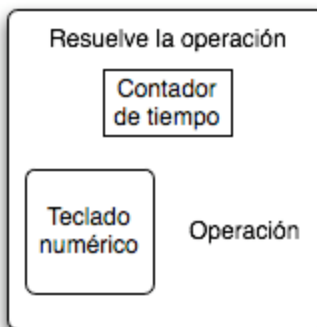 Resuelve la operación
Contador
de tiempo
Teclado
numérico
Operación